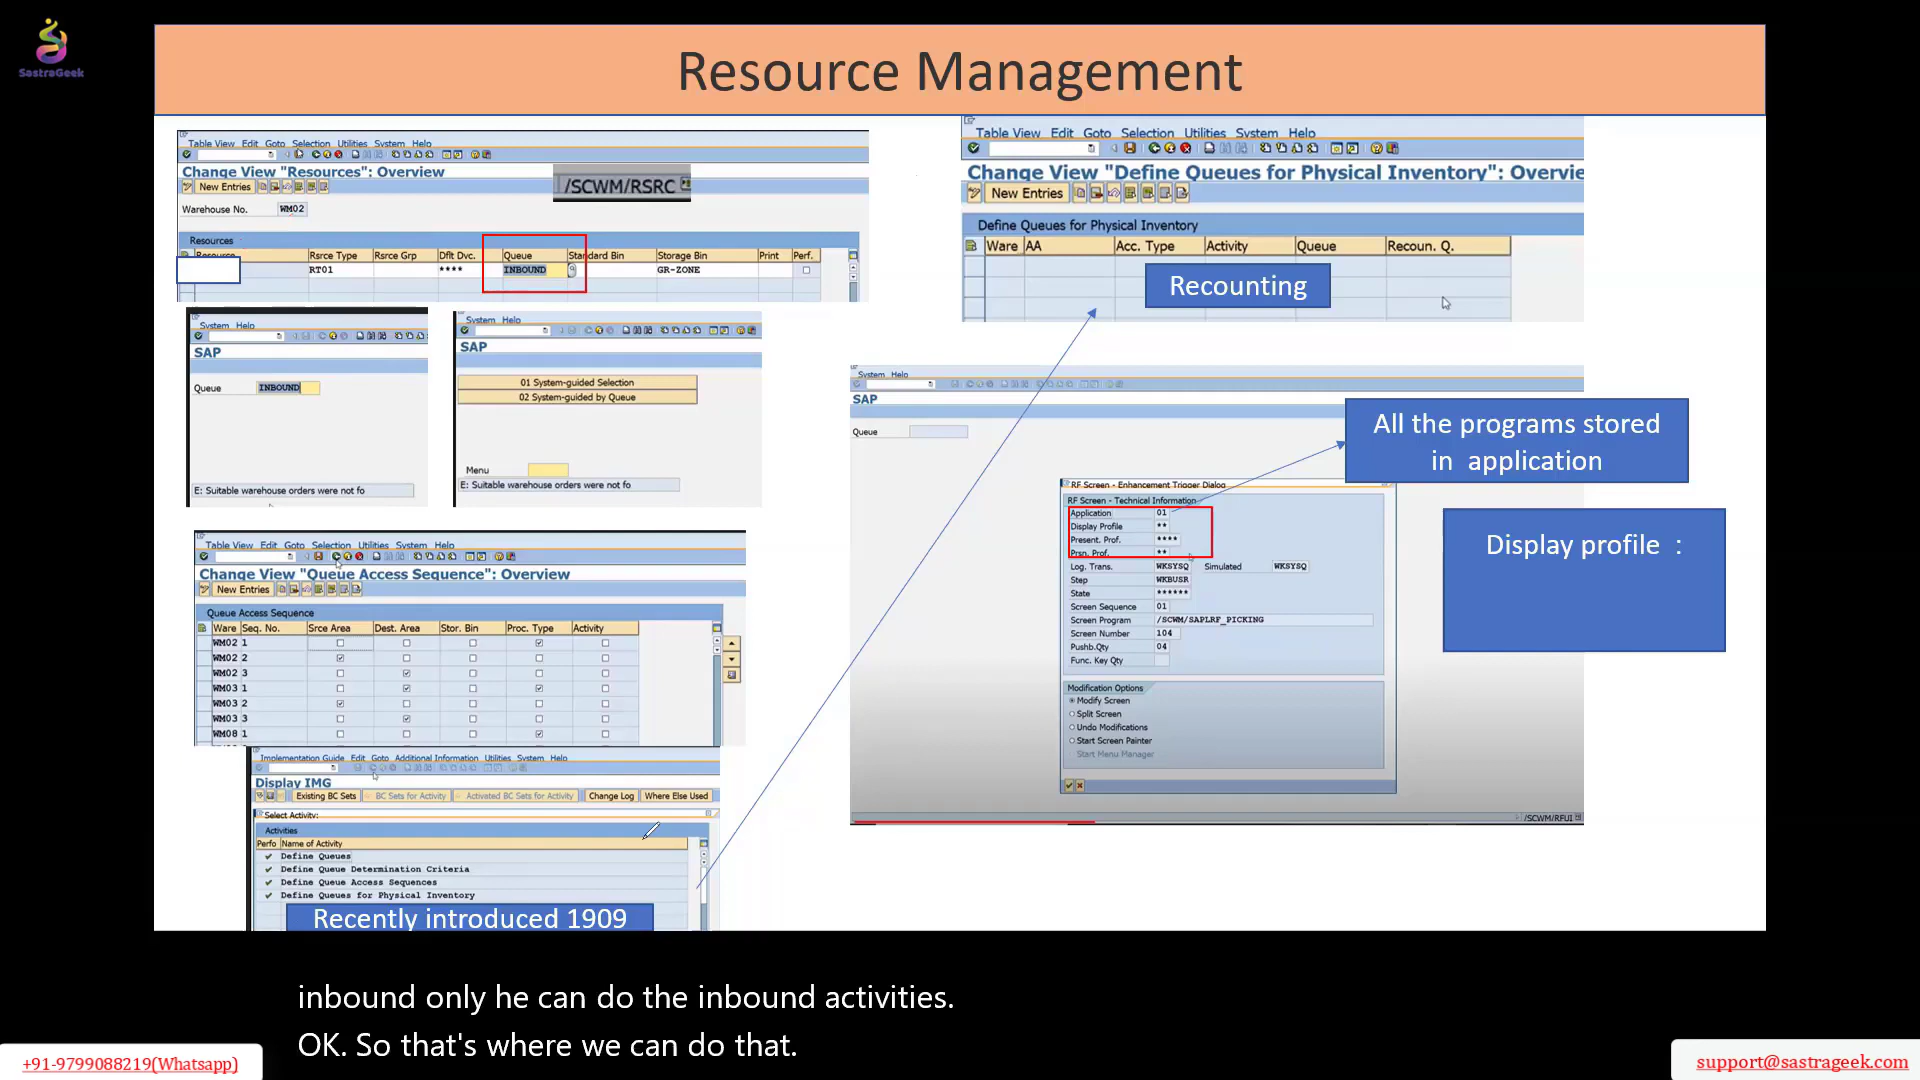 SastraGeek
Resource Management
Table View Edit Goto Selection Utilities System Help
Change View "Resources": Overview
New Entries
/SCWM/RSRC
Warehouse No. WM02
Resources
Resource Rsrce Type Rsrce Grp Dflt Dvc. Queue Standard Bin Storage Bin Print Perf.
RT01 **** INBOUND GR-ZONE
System Help
SAP
Queue INBOUND
E: Suitable warehouse orders were not fo
System Help
SAP
01 System-guided Selection
02 System-guided by Queue
Menu
E: Suitable warehouse orders were not fo
Table View Edit Goto Selection Utilities System Help
Change View "Queue Access Sequence": Overview
New Entries
Queue Access Sequence
Ware Seq. No. Srce Area Dest. Area Stor. Bin Proc. Type Activity
WM02 1
WM02 2
WM02 3
WM03 1
WM03 2
WM03 3
WM08 1
Implementation Guide Edit Goto Additional Information Utilities System Help
Display IMG
Existing BC Sets BC Sets for Activity Activated BC Sets for Activity Change Log Where Else Used
Select Activity:
Activities
Perfo Name of Activity
Define Queues
Define Queue Determination Criteria
Define Queue Access Sequences
Define Queues for Physical Inventory
Recently introduced 1909
Table View Edit Goto Selection Utilities System Help
Change View "Define Queues for Physical Inventory": Overvie
New Entries
Define Queues for Physical Inventory
Ware AA Acc. Type Activity Queue Recoun. Q.
Recounting
System Help
SAP
Queue
All the programs stored
in application
Display profile :
RF Screen - Enhancement Trigger Dialog
RF Screen - Technical Information
Application 01
Display Profile **
Present. Prof. ****
Prsn. Prof. **
Log. Trans. WKSYSQ Simulated WKSYSQ
Step WKBUSR
State ******
Screen Sequence 01
Screen Program /SCWM/SAPLRF_PICKING
Screen Number 104
Pushb.Qty 04
Func. Key Qty
Modification Options
Modify Screen
Split Screen
Undo Modifications
Start Screen Painter
Start Menu Manager
/SCWM/RFUI
inbound only he can do the inbound activities.
OK. So that's where we can do that.
+91-9799088219(Whatsapp)
support@sastrageek.com